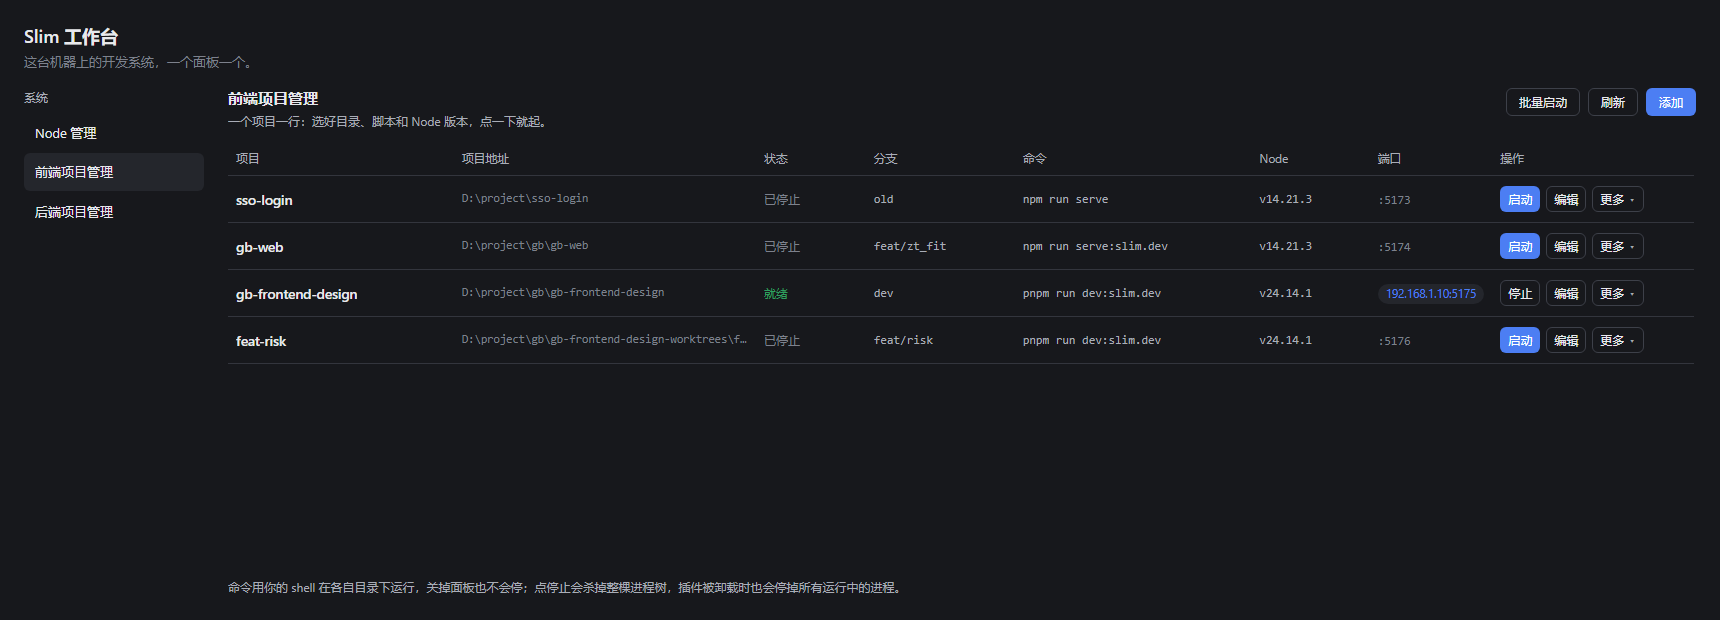 Slim 工作台
这台机器上的开发系统，一个面板一个。
系统
Node 管理
前端项目管理
后端项目管理
前端项目管理
一个项目一行：选好目录、脚本和 Node 版本，点一下就起。
批量启动 刷新 添加
项目 项目地址 状态 分支 命令 Node 端口 操作
sso-login D:\project\sso-login 已停止 old npm run serve v14.21.3 :5173 启动 编辑 更多
gb-web D:\project\gb\gb-web 已停止 feat/zt_fit npm run serve:slim.dev v14.21.3 :5174 启动 编辑 更多
gb-frontend-design D:\project\gb\gb-frontend-design 就绪 dev pnpm run dev:slim.dev v24.14.1 192.168.1.10:5175 停止 编辑 更多
feat-risk D:\project\gb\gb-frontend-design-worktrees\f… 已停止 feat/risk pnpm run dev:slim.dev v24.14.1 :5176 启动 编辑 更多
命令用你的 shell 在各自目录下运行，关掉面板也不会停；点停止会杀掉整棵进程树，插件被卸载时也会停掉所有运行中的进程。